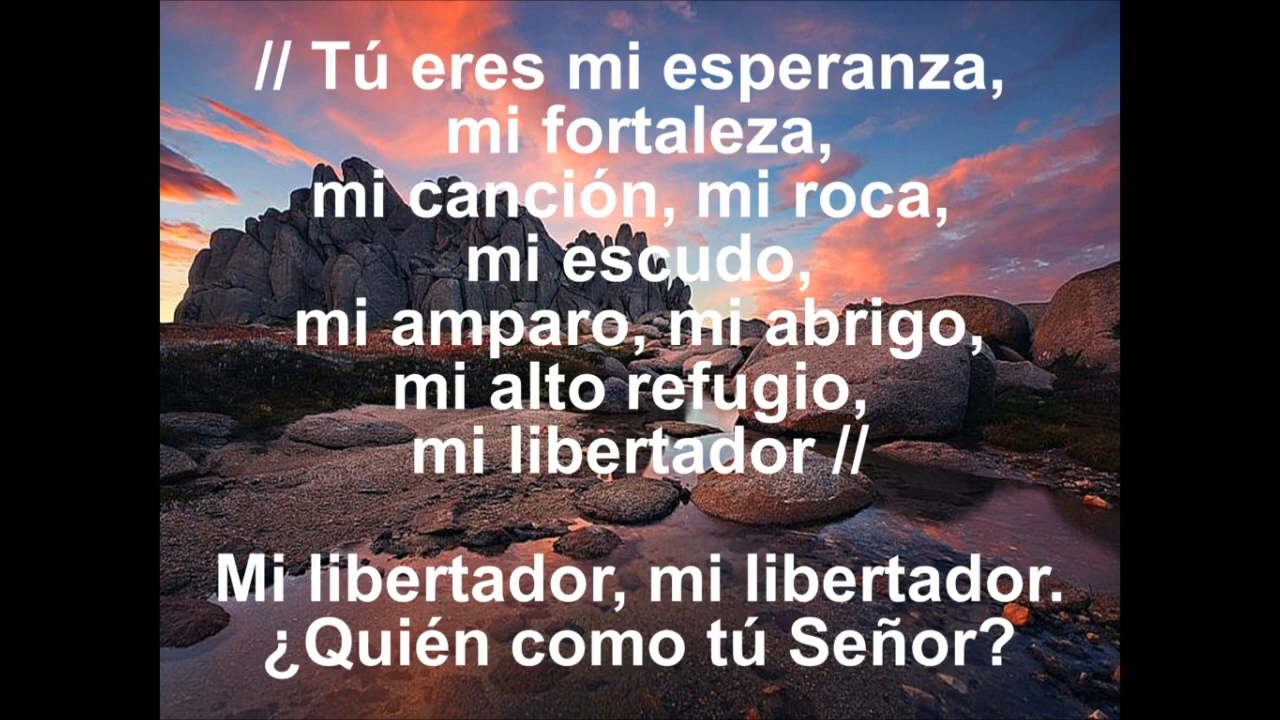 // Tú eres mi esperanza,
mi fortaleza,
mi canción, mi roca,
mi escudo,
mi amparo, mi abrigo,
mi alto refugio,
mi libertador //
Mi libertador, mi libertador.
¿Quién como tú Señor?